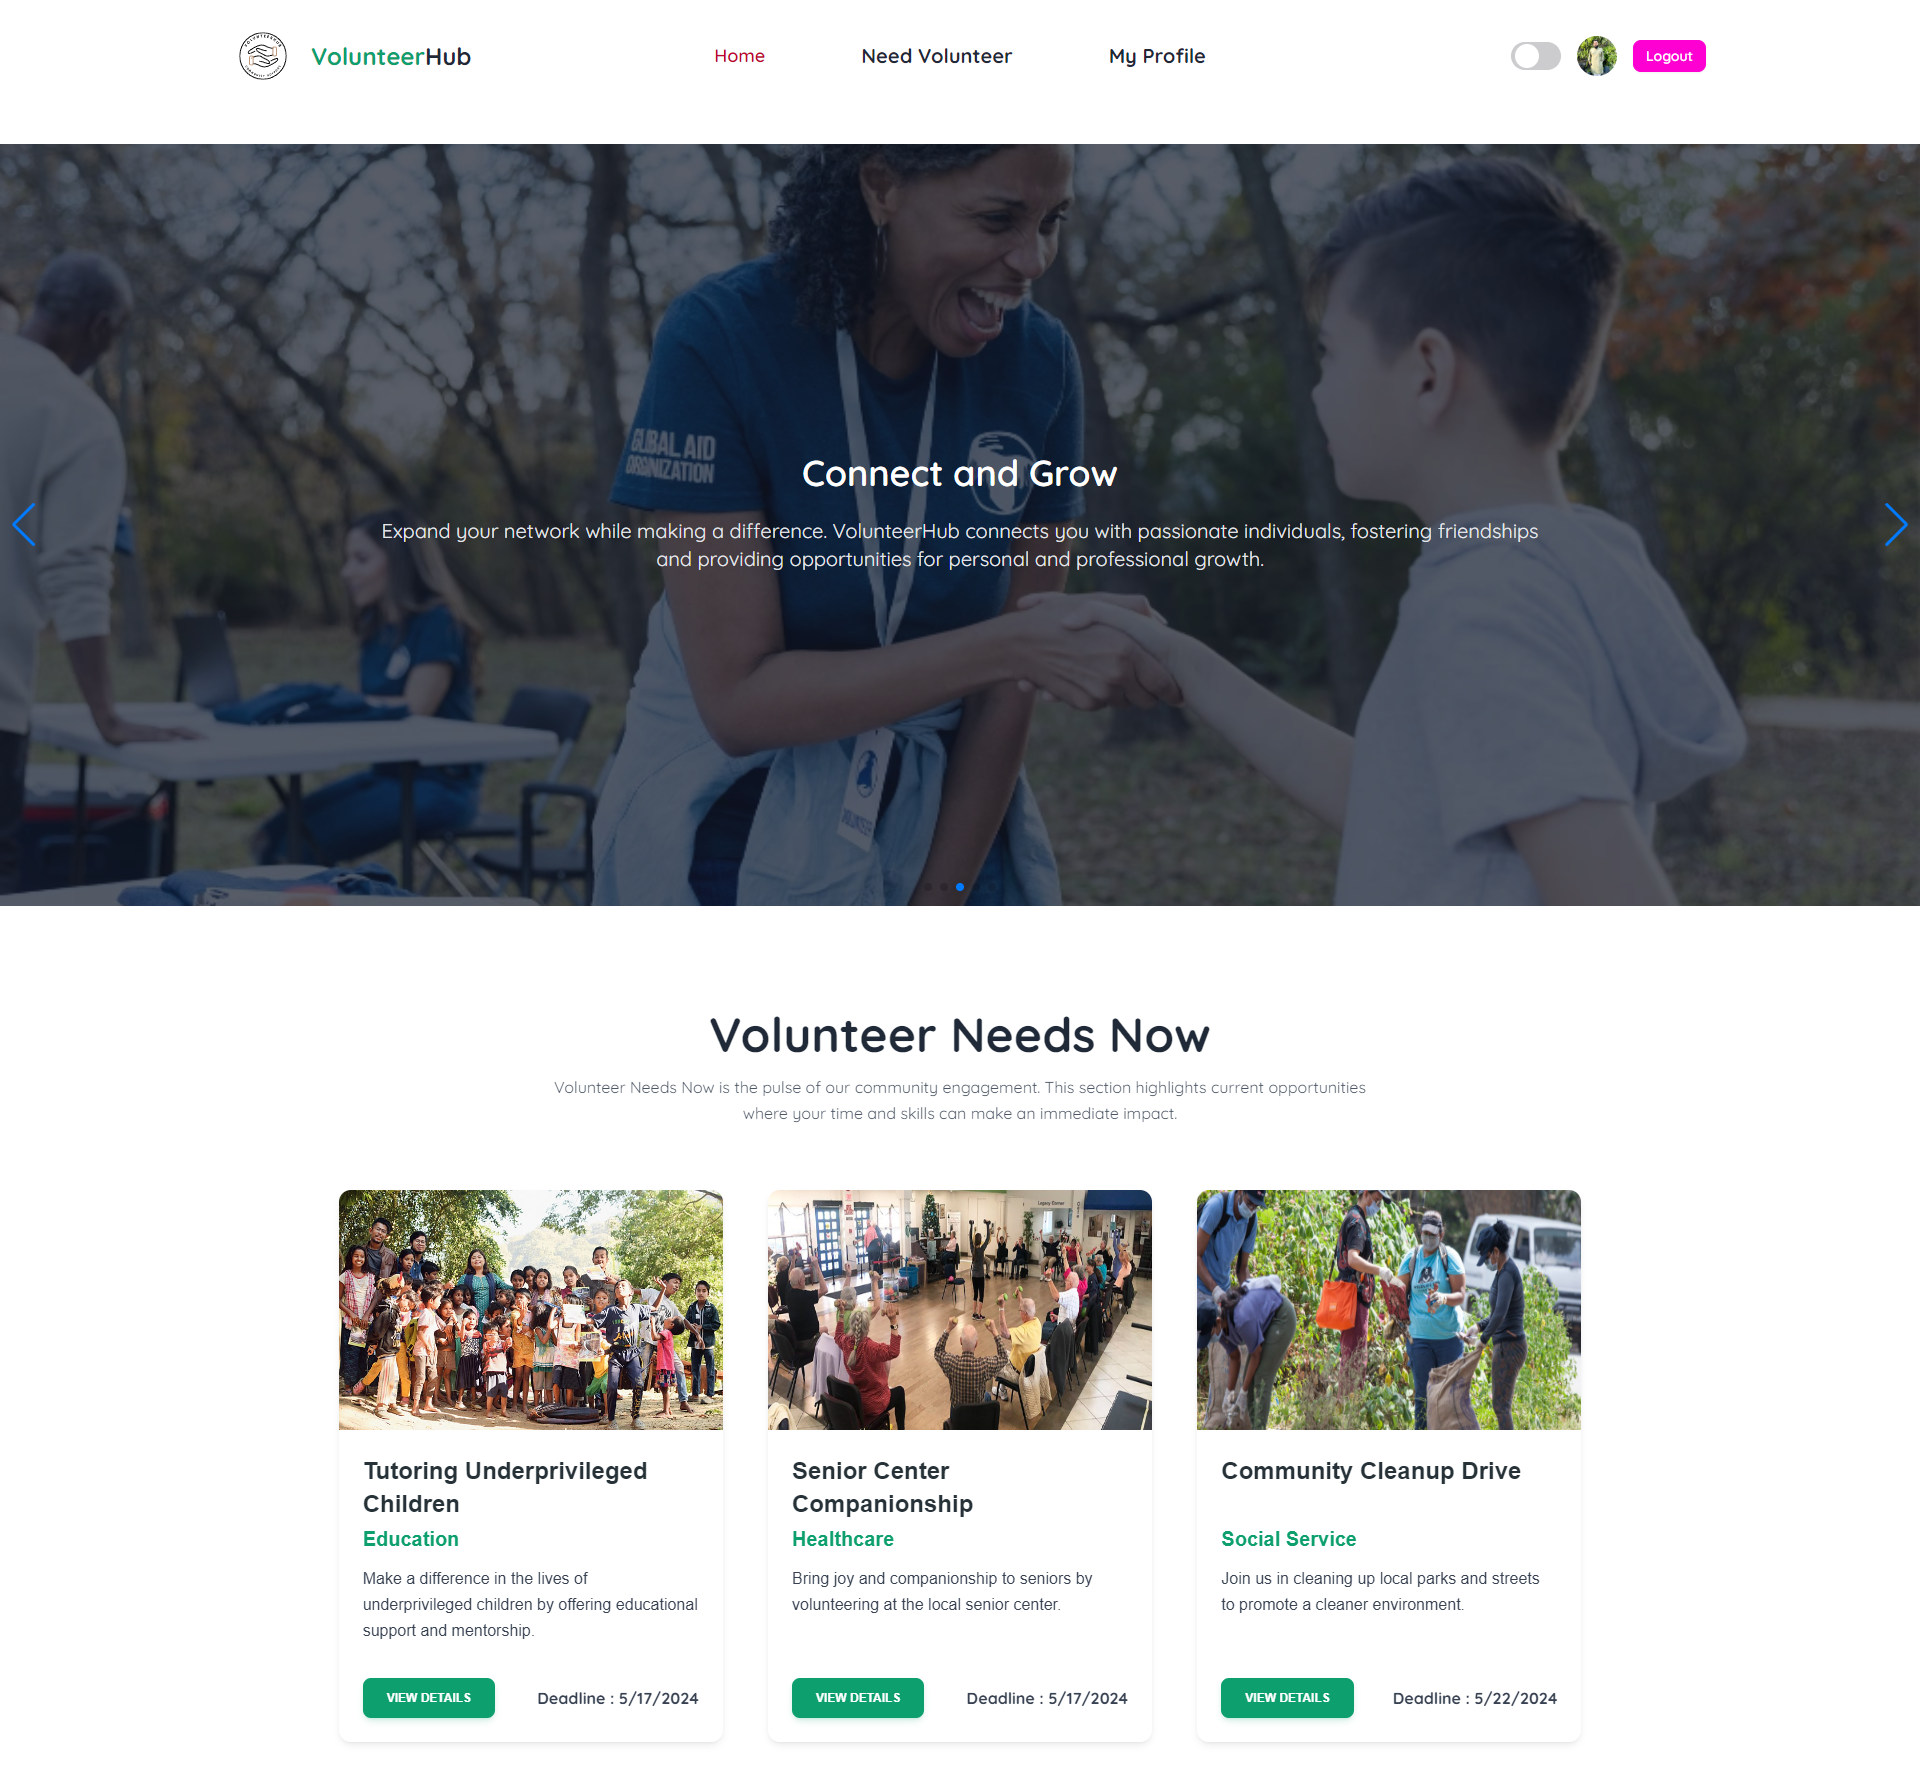 VOLUNTEERHUB
VolunteerHub
Home
Need Volunteer
My Profile
Logout
GLOBAL AID
ORGANIZATION
Connect and Grow
Expand your network while making a difference. VolunteerHub connects you with passionate individuals, fostering friendships
and providing opportunities for personal and professional growth.
Volunteer Needs Now
Volunteer Needs Now is the pulse of our community engagement. This section highlights current opportunities
where your time and skills can make an immediate impact.
Tutoring Underprivileged
Children
Education
Make a difference in the lives of
underprivileged children by offering educational
support and mentorship.
VIEW DETAILS
Deadline : 5/17/2024
Senior Center
Companionship
Healthcare
Bring joy and companionship to seniors by
volunteering at the local senior center.
VIEW DETAILS
Deadline : 5/17/2024
Community Cleanup Drive
Social Service
Join us in cleaning up local parks and streets
to promote a cleaner environment.
VIEW DETAILS
Deadline : 5/22/2024